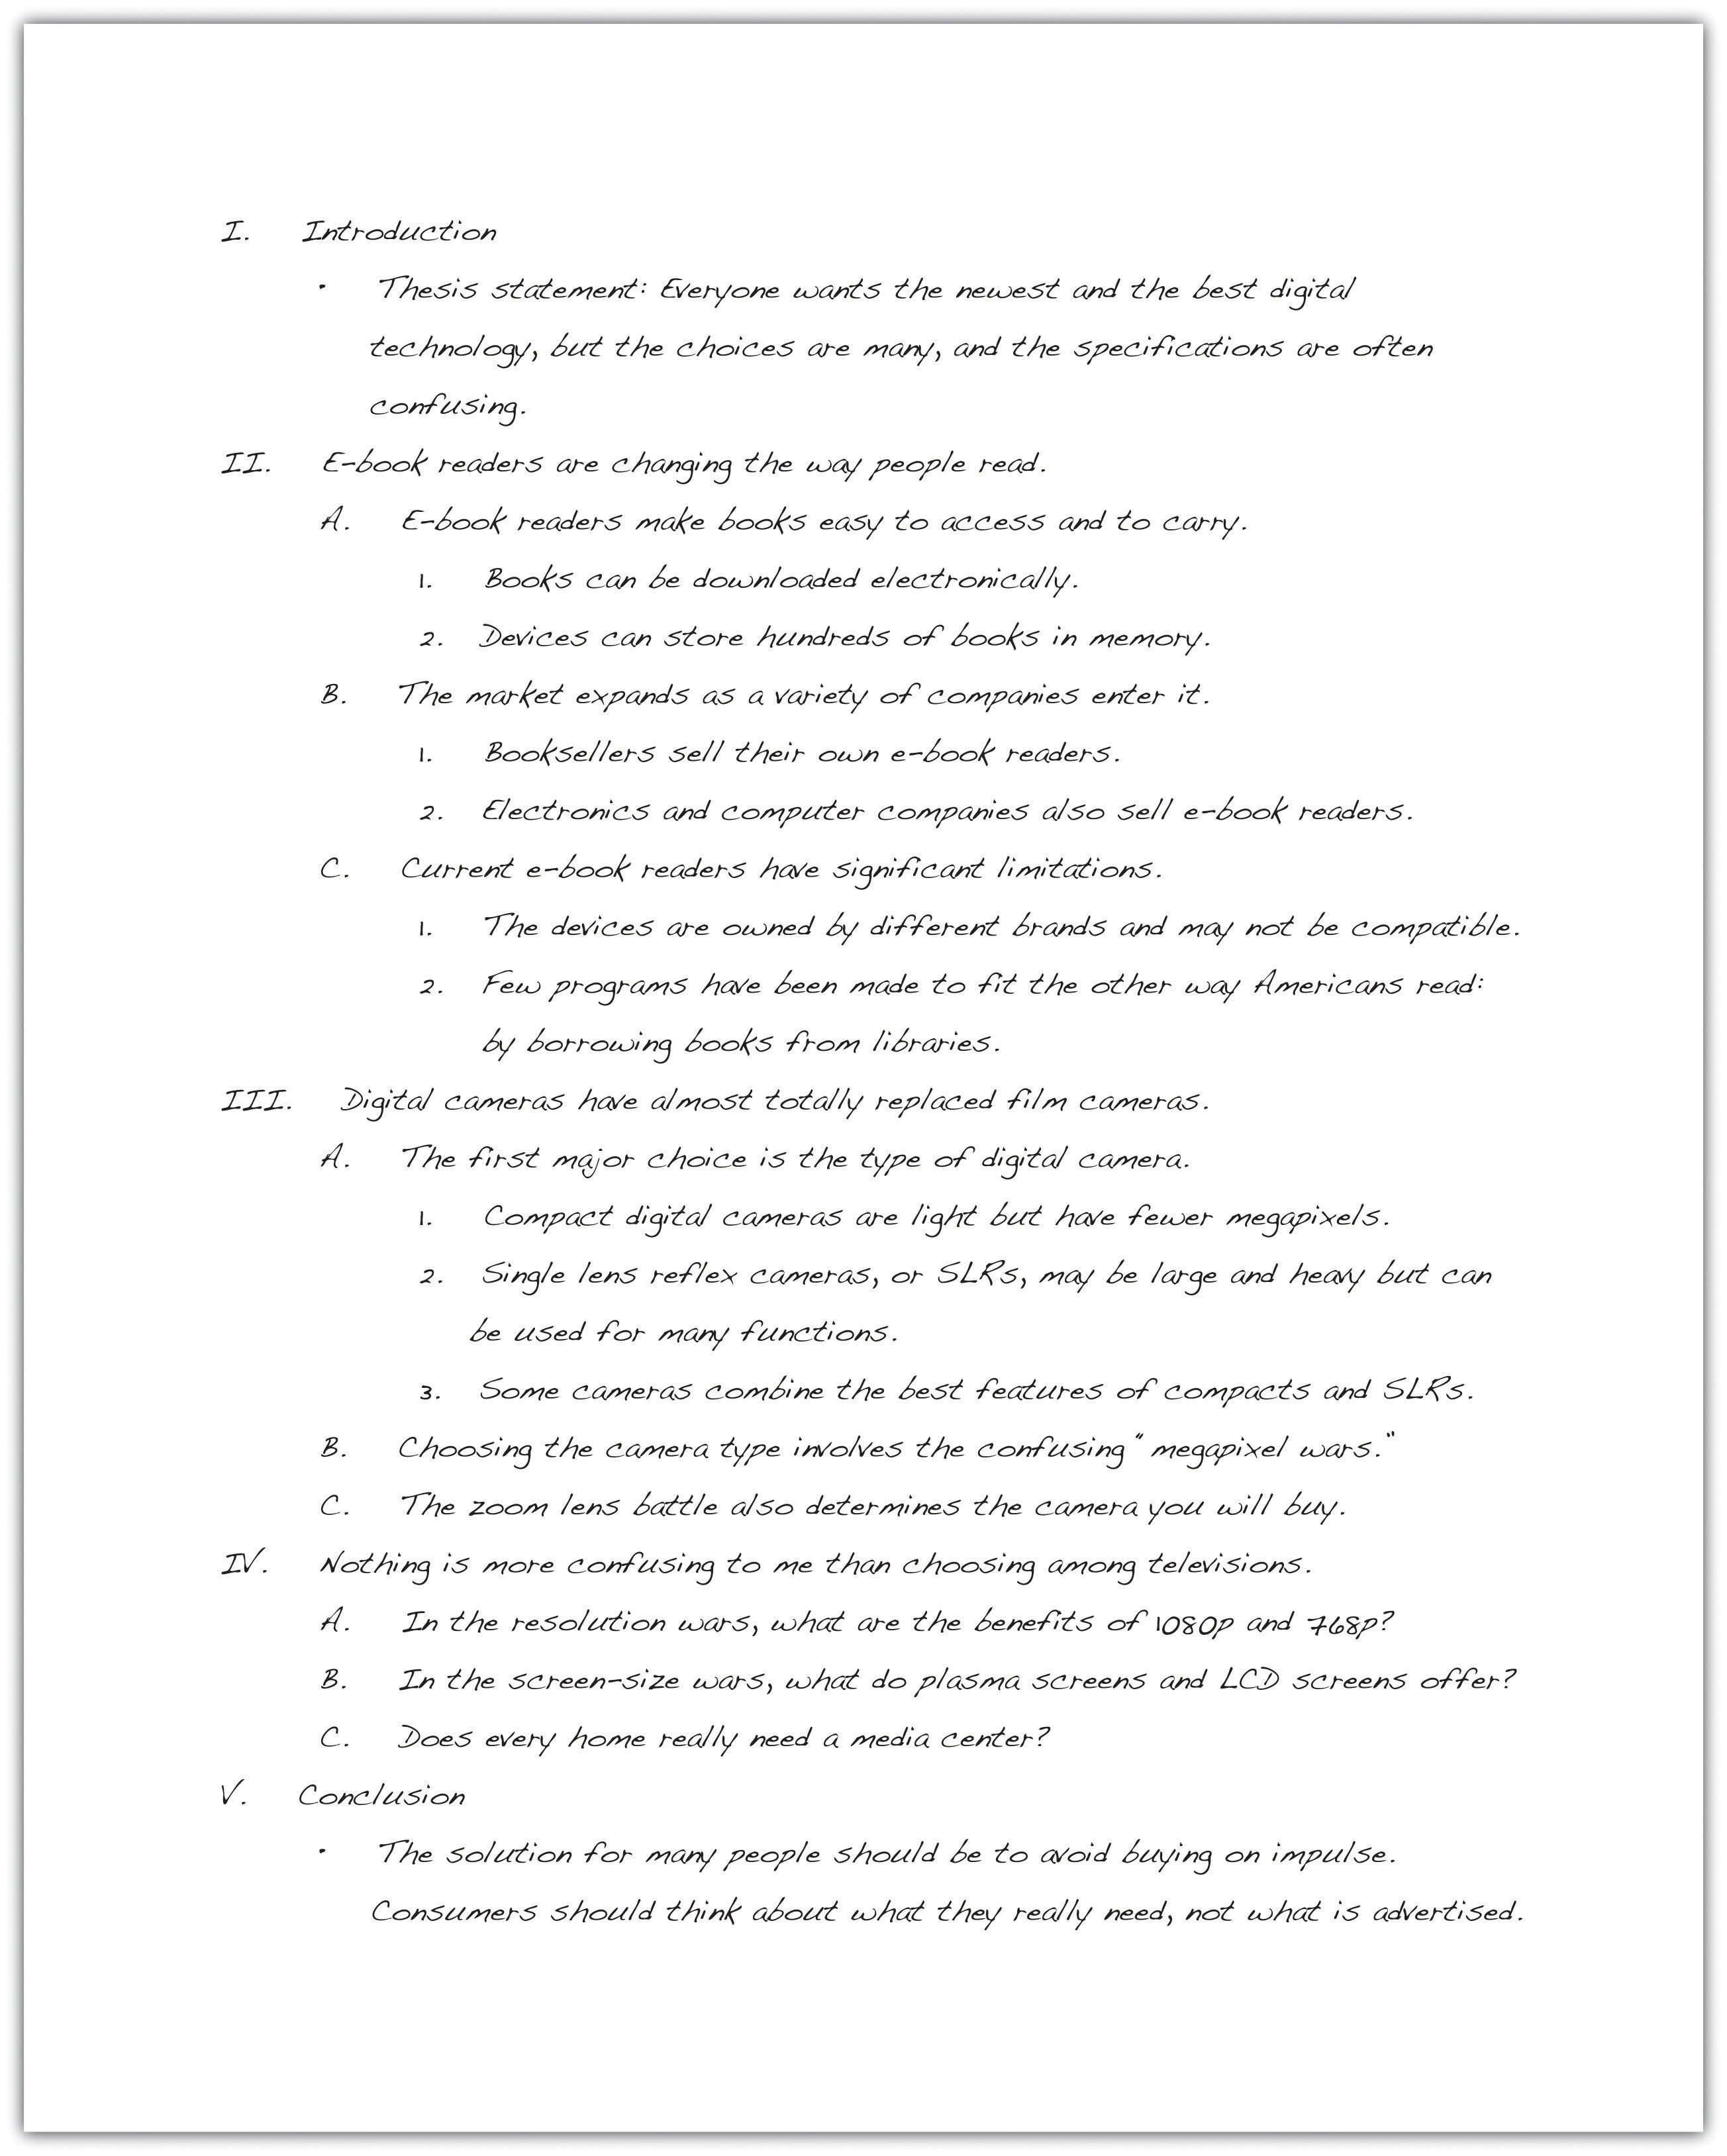 I. Introduction
· Thesis statement: Everyone wants the newest and the best digital
technology, but the choices are many, and the specifications are often
confusing.
II. E-book readers are changing the way people read.
A. E-book readers make books easy to access and to carry.
1. Books can be downloaded electronically.
2. Devices can store hundreds of books in memory.
B. The market expands as a variety of companies enter it.
1. Booksellers sell their own e-book readers.
2. Electronics and computer companies also sell e-book readers.
C. Current e-book readers have significant limitations.
1. The devices are owned by different brands and may not be compatible.
2. Few programs have been made to fit the other way Americans read:
by borrowing books from libraries.
III. Digital cameras have almost totally replaced film cameras.
A. The first major choice is the type of digital camera.
1. Compact digital cameras are light but have fewer megapixels.
2. Single lens reflex cameras, or SLRs, may be large and heavy but can
be used for many functions.
3. Some cameras combine the best features of compacts and SLRs.
B. Choosing the camera type involves the confusing "megapixel wars."
C. The zoom lens battle also determines the camera you will buy.
IV. Nothing is more confusing to me than choosing among televisions.
A. In the resolution wars, what are the benefits of 1080p and 768p?
B. In the screen-size wars, what do plasma screens and LCD screens offer?
C. Does every home really need a media center?
V. Conclusion
· The solution for many people should be to avoid buying on impulse.
Consumers should think about what they really need, not what is advertised.